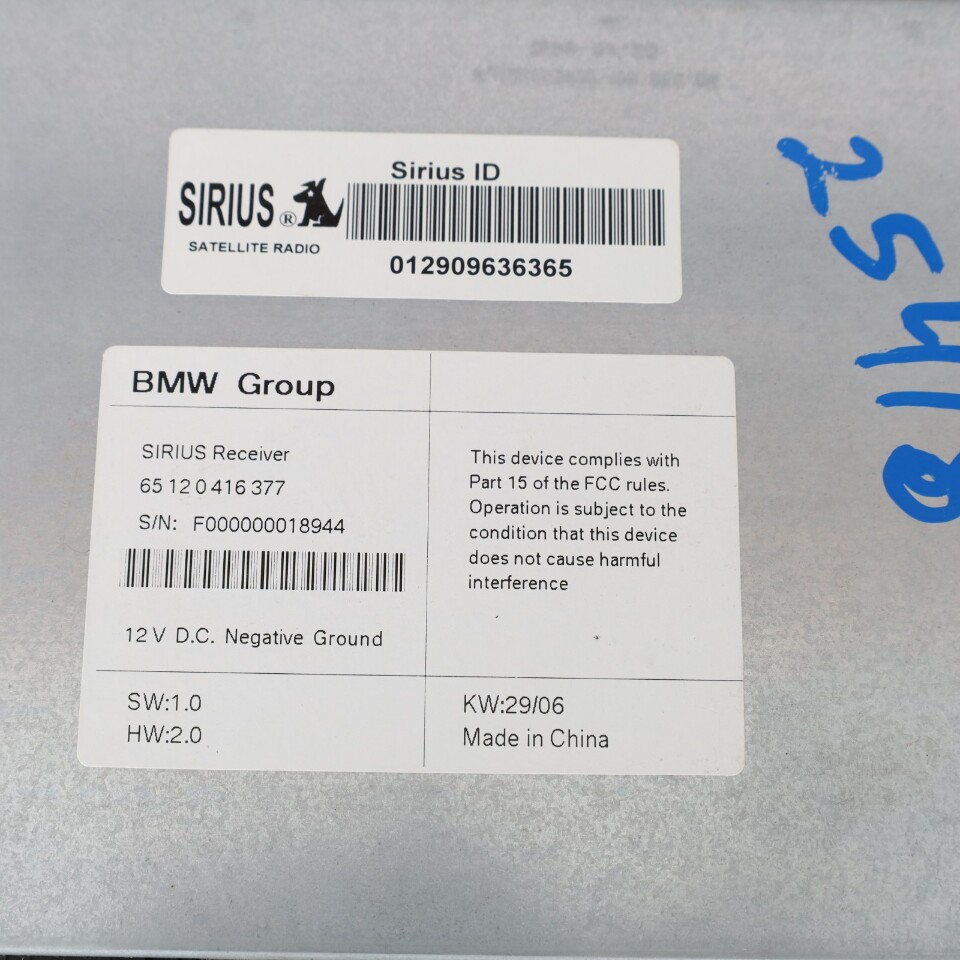 Sirius ID
SIRIUS®
SATELLITE RADIO
012909636365
BMW Group
SIRIUS Receiver
65 12 0 416 377
S/N: F000000018944
12 V D.C. Negative Ground
This device complies with
Part 15 of the FCC rules.
Operation is subject to the
condition that this device
does not cause harmful
interference
SW:1.0
HW:2.0
KW:29/06
Made in China